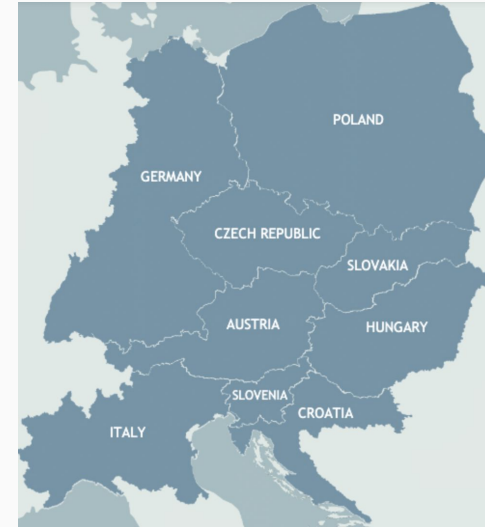 POLAND
GERMANY
CZECH REPUBLIC
SLOVAKIA
AUSTRIA
HUNGARY
SLOVENIA
CROATIA
ITALY